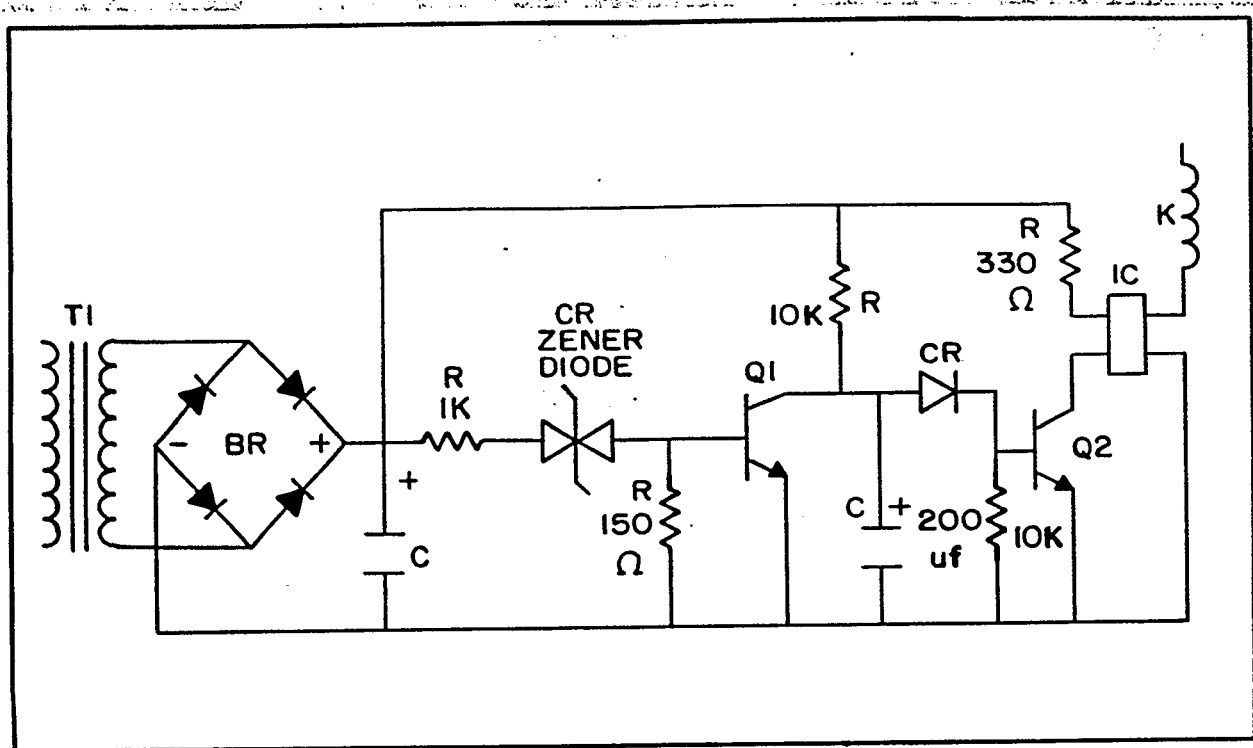 T1
BR
-
+
+
C
R
1K
CR
ZENER
DIODE
R
150
Ω
Q1
10K
R
C
+
200
uf
CR
10K
Q2
R
330
Ω
IC
K